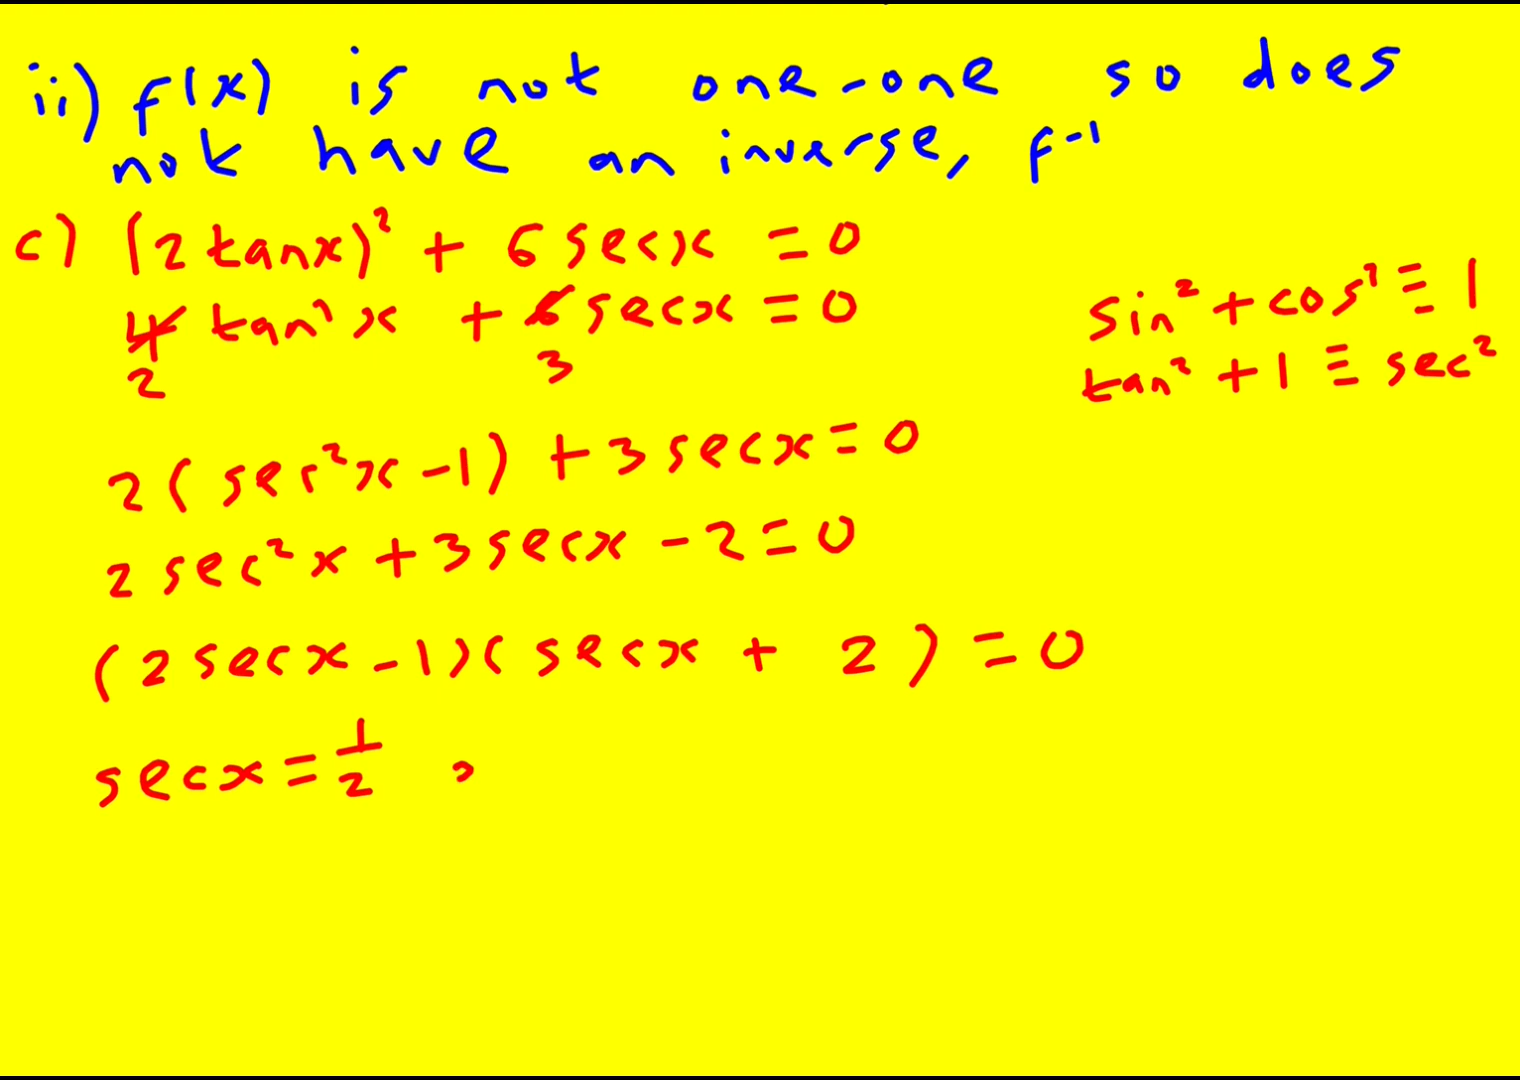 ii) f(x) is not one-one so does
not have an inverse, f⁻¹
c) (2tanx)² + 6secx = 0
4 tan²x + 6secx = 0
2 3
sin² + cos² ≡ 1
tan² + 1 ≡ sec²
2(sec²x - 1) + 3secx = 0
2sec²x + 3secx - 2 = 0
(2secx - 1)(secx + 2) = 0
secx = 1/2 ,